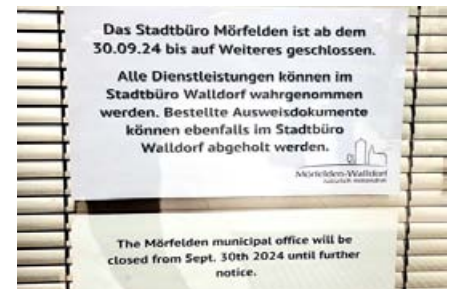 Das Stadtbüro Mörfelden ist ab dem
30.09.24 bis auf Weiteres geschlossen.
Alle Dienstleistungen können im
Stadtbüro Walldorf wahrgenommen
werden. Bestellte Ausweisdokumente
können ebenfalls im Stadtbüro
Walldorf abgeholt werden.
Mörfelden-Walldorf
The Mörfelden municipal office will be
closed from Sept. 30th 2024 until further
notice.